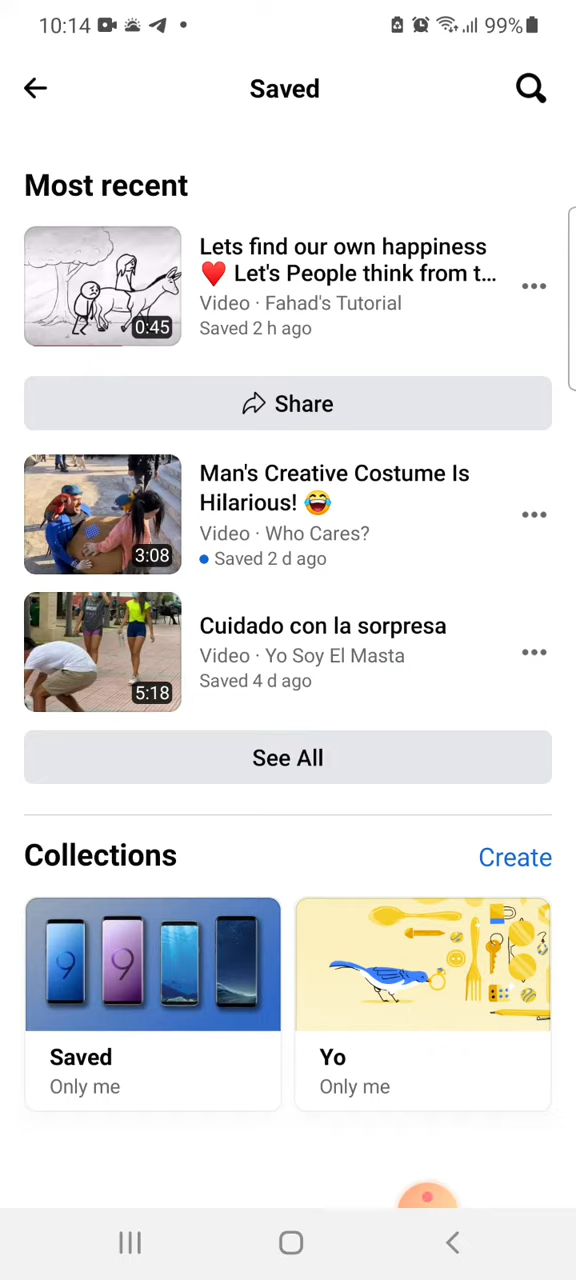 10:14 99%
Saved
Most recent
Lets find our own happiness
❤️ Let's People think from t...
Video · Fahad's Tutorial
Saved 2 h ago
0:45
Share
Man's Creative Costume Is
Hilarious! 😂
Video · Who Cares?
Saved 2 d ago
3:08
Cuidado con la sorpresa
Video · Yo Soy El Masta
Saved 4 d ago
5:18
See All
Collections Create
9 9
Saved
Only me
Yo
Only me